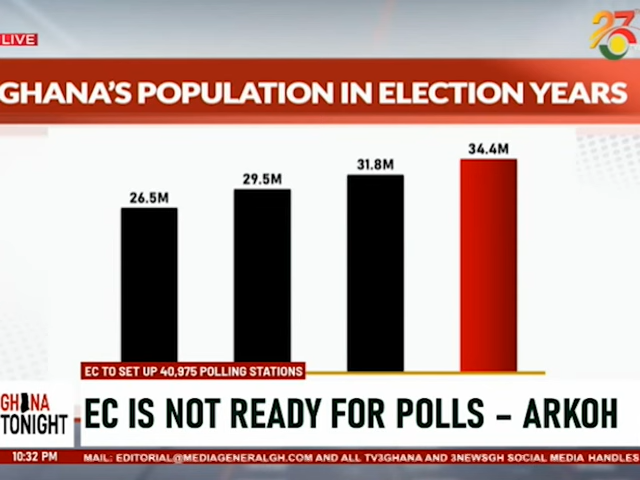 LIVE
23
GHANA'S POPULATION IN ELECTION YEARS
26.5M
29.5M
31.8M
34.4M
EC TO SET UP 40,975 POLLING STATIONS
GHANA
TONIGHT
EC IS NOT READY FOR POLLS – ARKOH
10:32 PM
MAIL: EDITORIAL@MEDIAGENERALGH.COM AND ALL TV3GHANA AND 3NEWSGH SOCIAL MEDIA HANDLES